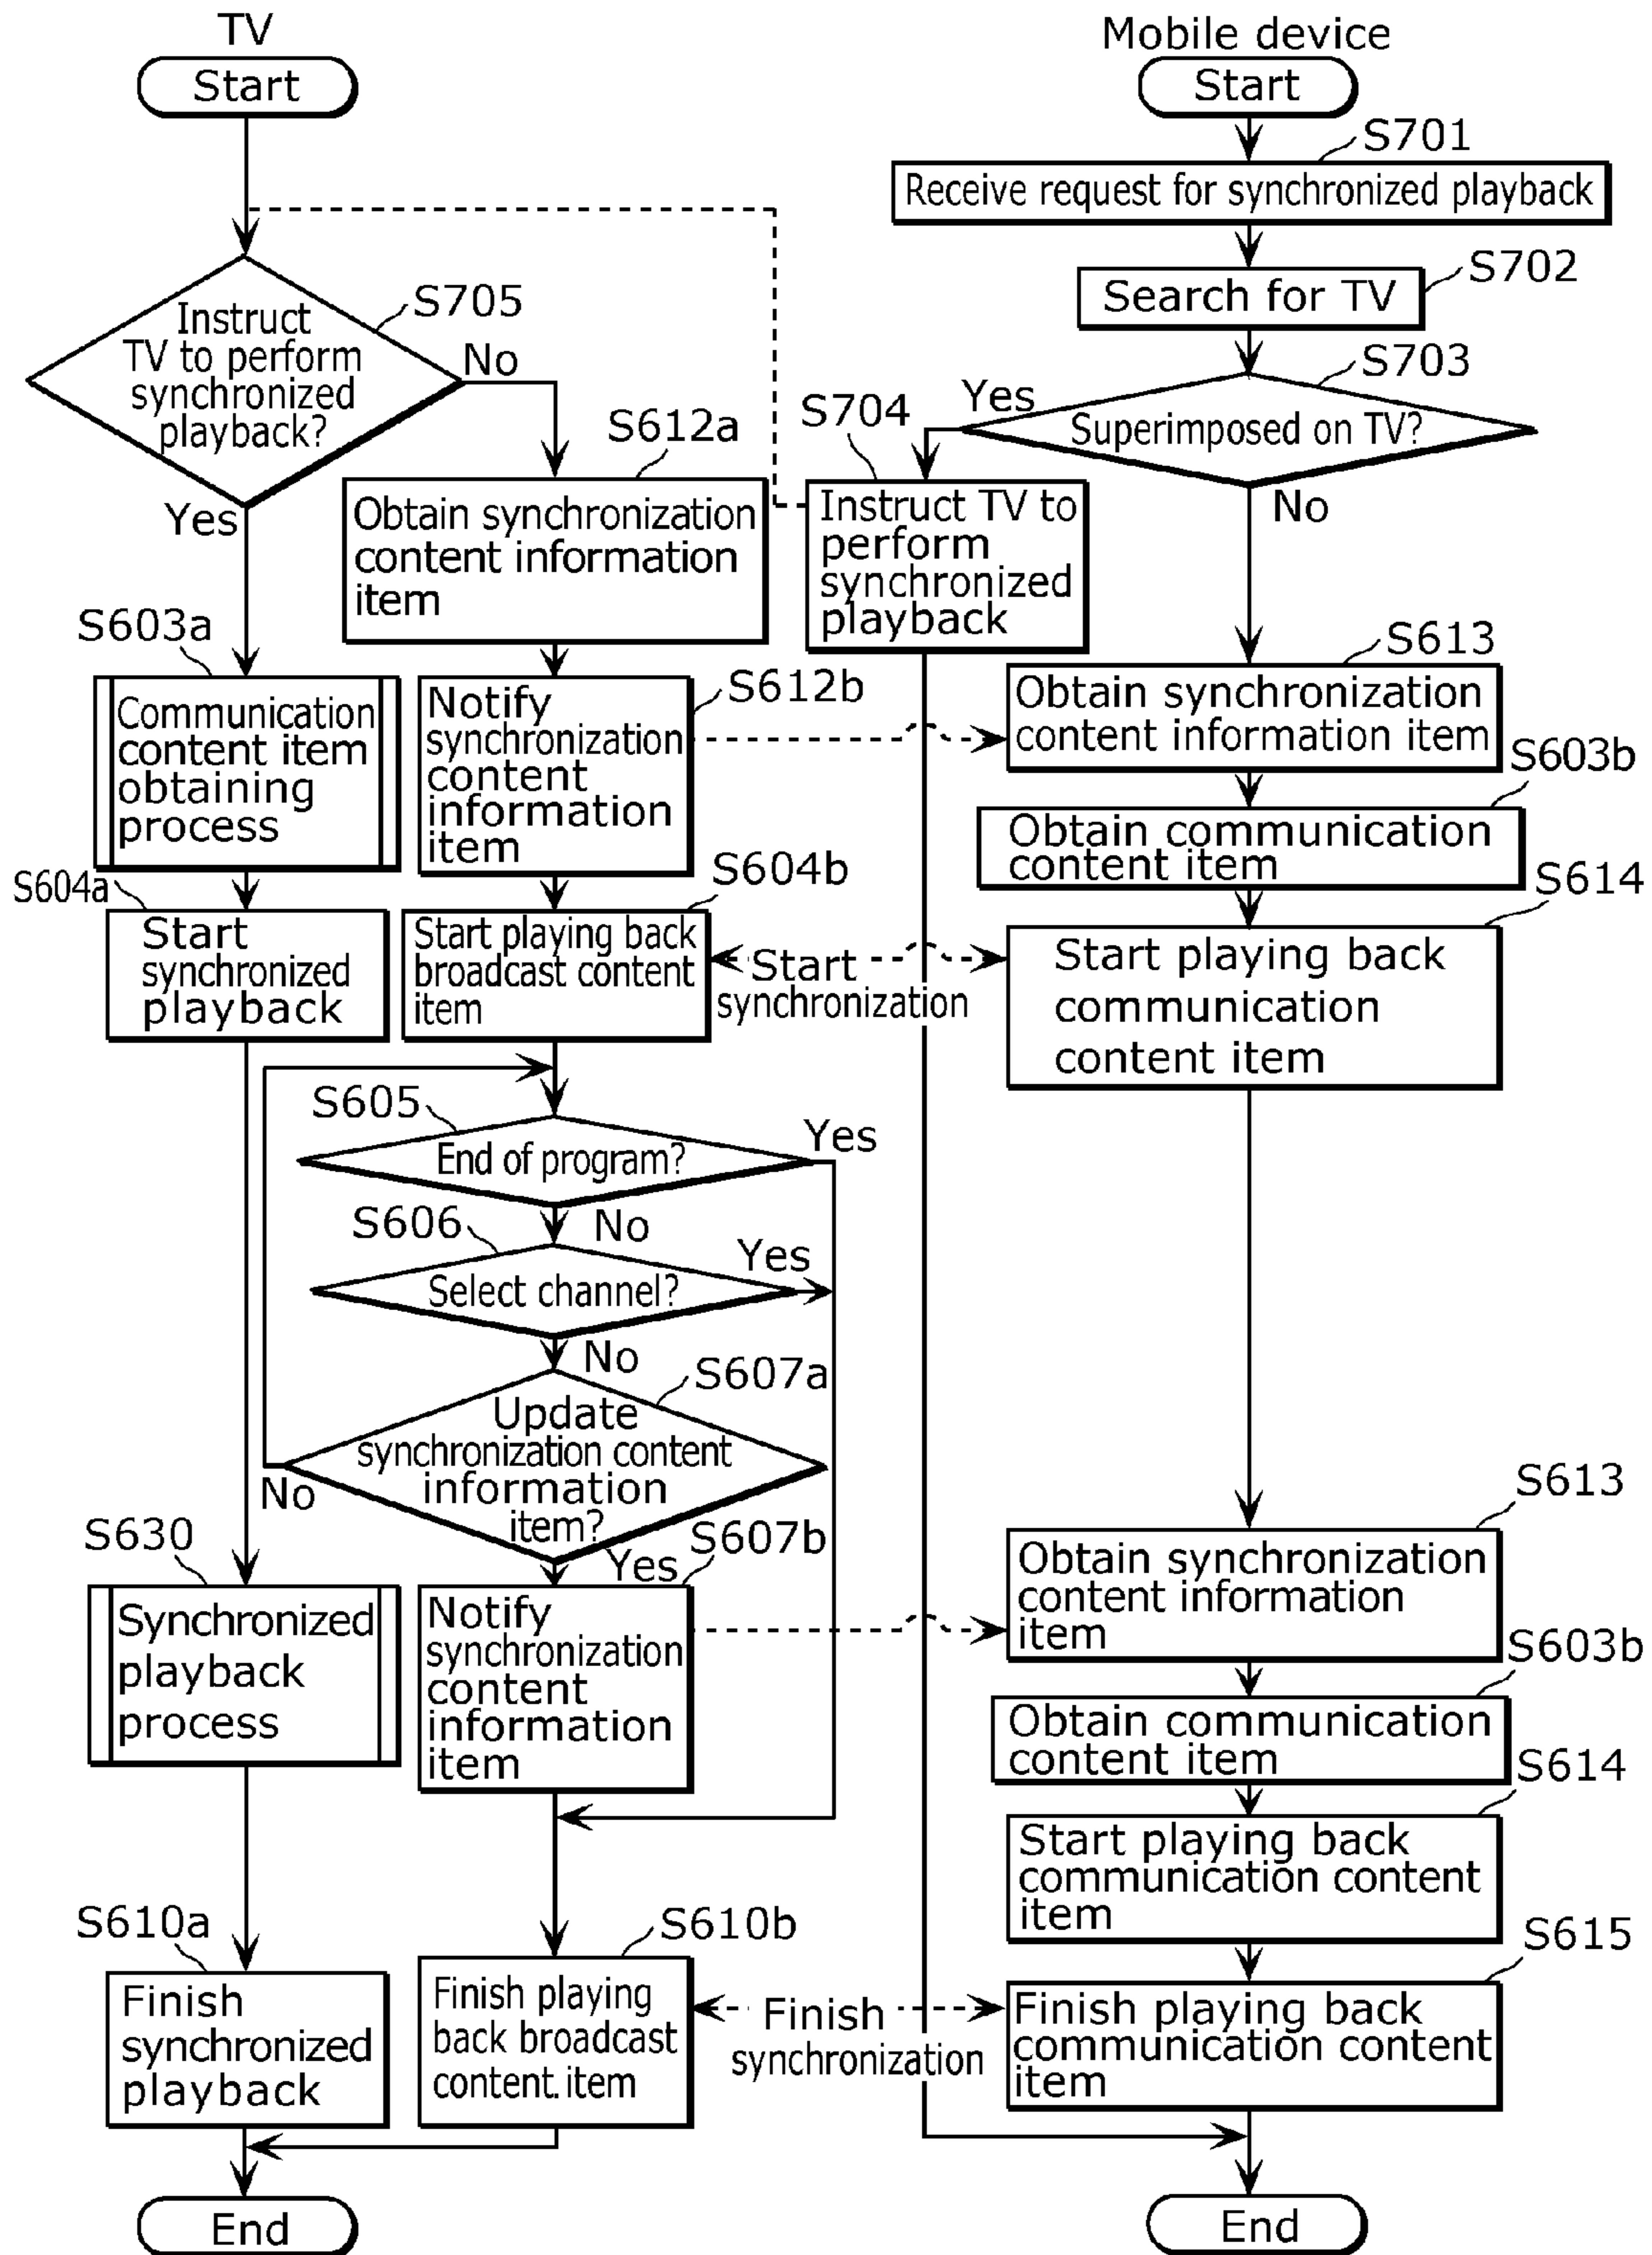 TV
Start
Mobile device
Start
S701
Receive request for synchronized playback
S702
Search for TV
S703
Superimposed on TV?
Yes
No
S704
Instruct TV to
perform
synchronized
playback
S705
Instruct
TV to perform
synchronized
playback?
No
Yes
S612a
Obtain synchronization
content information
item
S603a
Communication
content item
obtaining
process
S612b
Notify
synchronization
content
information
item
S613
Obtain synchronization
content information item
S603b
Obtain communication
content item
S604a
Start
synchronized
playback
S604b
Start playing back
broadcast content
item
Start
synchronization
S614
Start playing back
communication
content item
S605
End of program?
Yes
No
S606
Select channel?
Yes
No
S607a
Update
synchronization content
information
item?
No
Yes
S630
Synchronized
playback
process
S607b
Notify
synchronization
content
information
item
S613
Obtain synchronization
content information
item
S603b
Obtain communication
content item
S614
Start playing back
communication content
item
S610a
Finish
synchronized
playback
S610b
Finish playing
back broadcast
content.item
Finish
synchronization
S615
Finish playing back
communication content
item
End
End